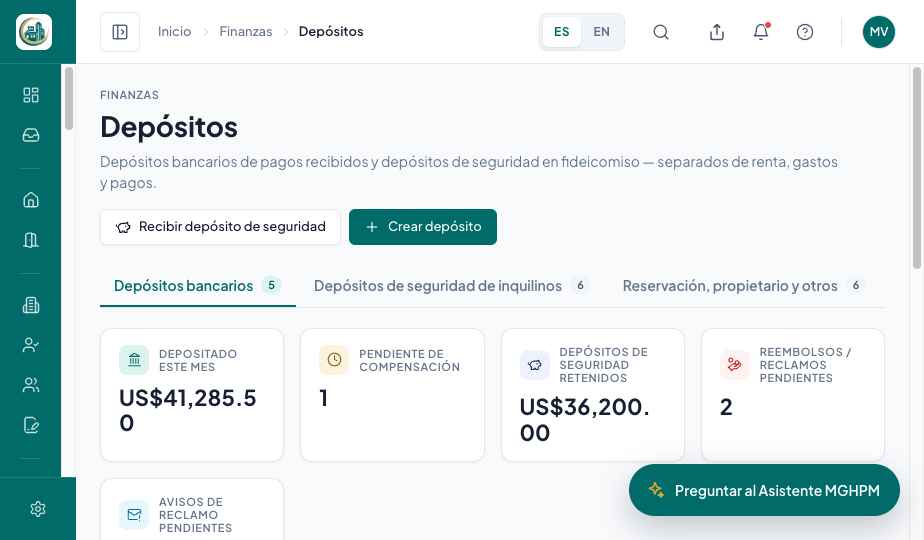 Inicio
Finanzas
Depósitos
ES
EN
MV
FINANZAS
Depósitos
Depósitos bancarios de pagos recibidos y depósitos de seguridad en fideicomiso — separados de renta, gastos
y pagos.
Recibir depósito de seguridad
Crear depósito
Depósitos bancarios 5
Depósitos de seguridad de inquilinos 6
Reservación, propietario y otros 6
DEPOSITADO
ESTE MES
US$41,285.5
0
PENDIENTE DE
COMPENSACIÓN
1
DEPÓSITOS DE
SEGURIDAD
RETENIDOS
US$36,200.
00
REEMBOLSOS /
RECLAMOS
PENDIENTES
2
AVISOS DE
RECLAMO
PENDIENTES
Preguntar al Asistente MGHPM